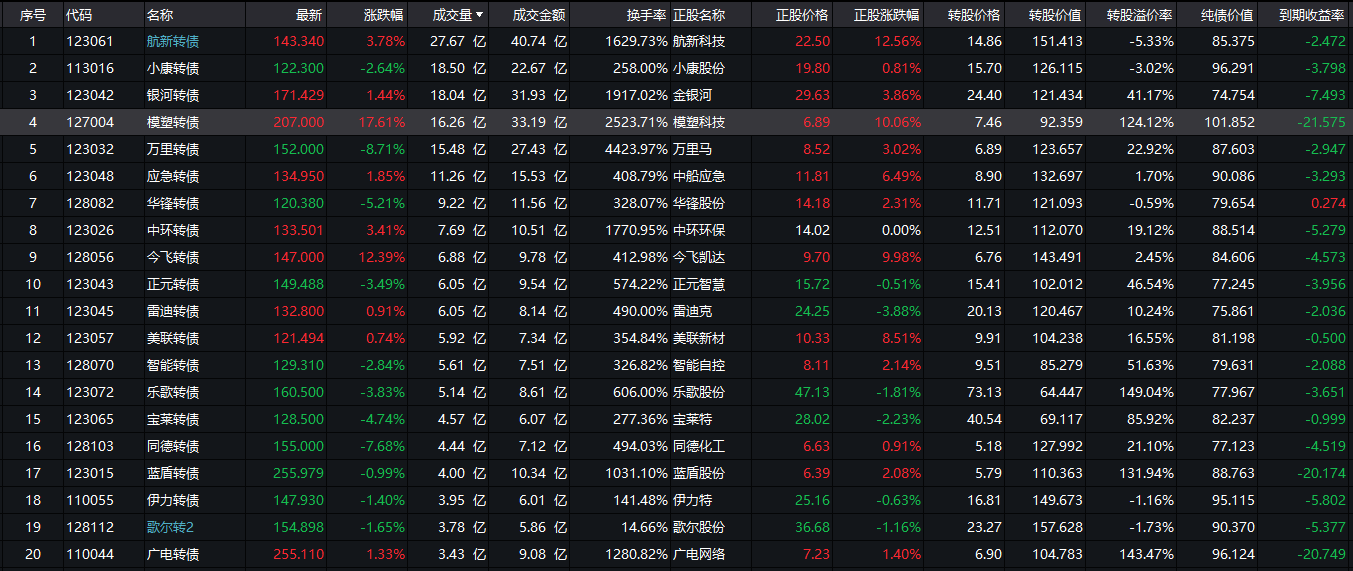 序号 代码 名称 最新 涨跌幅 成交量 成交金额 换手率 正股名称 正股价格 正股涨跌幅 转股价格 转股价值 转股溢价率 纯债价值 到期收益率
1 123061 航新转债 143.340 3.78% 27.67 亿 40.74 亿 1629.73% 航新科技 22.50 12.56% 14.86 151.413 -5.33% 85.375 -2.472
2 113016 小康转债 122.300 -2.64% 18.50 亿 22.67 亿 258.00% 小康股份 19.80 0.81% 15.70 126.115 -3.02% 96.291 -3.798
3 123042 银河转债 171.429 1.44% 18.04 亿 31.93 亿 1917.02% 金银河 29.63 3.86% 24.40 121.434 41.17% 74.754 -7.493
4 127004 模塑转债 207.000 17.61% 16.26 亿 33.19 亿 2523.71% 模塑科技 6.89 10.06% 7.46 92.359 124.12% 101.852 -21.575
5 123032 万里转债 152.000 -8.71% 15.48 亿 27.43 亿 4423.97% 万里马 8.52 3.02% 6.89 123.657 22.92% 87.603 -2.947
6 123048 应急转债 134.950 1.85% 11.26 亿 15.53 亿 408.79% 中船应急 11.81 6.49% 8.90 132.697 1.70% 90.086 -3.293
7 128082 华锋转债 120.380 -5.21% 9.22 亿 11.56 亿 328.07% 华锋股份 14.18 2.31% 11.71 121.093 -0.59% 79.654 0.274
8 123026 中环转债 133.501 3.41% 7.69 亿 10.51 亿 1770.95% 中环环保 14.02 0.00% 12.51 112.070 19.12% 88.514 -5.279
9 128056 今飞转债 147.000 12.39% 6.88 亿 9.78 亿 412.98% 今飞凯达 9.70 9.98% 6.76 143.491 2.45% 84.606 -4.573
10 123043 正元转债 149.488 -3.49% 6.05 亿 9.54 亿 574.22% 正元智慧 15.72 -0.51% 15.41 102.012 46.54% 77.245 -3.956
11 123045 雷迪转债 132.800 0.91% 6.05 亿 8.14 亿 490.00% 雷迪克 24.25 -3.88% 20.13 120.467 10.24% 75.861 -2.036
12 123057 美联转债 121.494 0.74% 5.92 亿 7.34 亿 354.84% 美联新材 10.33 8.51% 9.91 104.238 16.55% 81.198 -0.500
13 128070 智能转债 129.310 -2.84% 5.61 亿 7.51 亿 326.82% 智能自控 8.11 2.14% 9.51 85.279 51.63% 79.631 -2.088
14 123072 乐歌转债 160.500 -3.83% 5.14 亿 8.61 亿 606.00% 乐歌股份 47.13 -1.81% 73.13 64.447 149.04% 77.967 -3.651
15 123065 宝莱转债 128.500 -4.74% 4.57 亿 6.07 亿 277.36% 宝莱特 28.02 -2.23% 40.54 69.117 85.92% 82.237 -0.999
16 128103 同德转债 155.000 -7.68% 4.44 亿 7.12 亿 494.03% 同德化工 6.63 0.91% 5.18 127.992 21.10% 77.123 -4.519
17 123015 蓝盾转债 255.979 -0.99% 4.00 亿 10.34 亿 1031.10% 蓝盾股份 6.39 2.08% 5.79 110.363 131.94% 88.763 -20.174
18 110055 伊力转债 147.930 -1.40% 3.95 亿 6.01 亿 141.48% 伊力特 25.16 -0.63% 16.81 149.673 -1.16% 95.115 -5.802
19 128112 歌尔转2 154.898 -1.65% 3.78 亿 5.86 亿 14.66% 歌尔股份 36.68 -1.16% 23.27 157.628 -1.73% 90.370 -5.377
20 110044 广电转债 255.110 1.33% 3.43 亿 9.08 亿 1280.82% 广电网络 7.23 1.40% 6.90 104.783 143.47% 96.124 -20.749